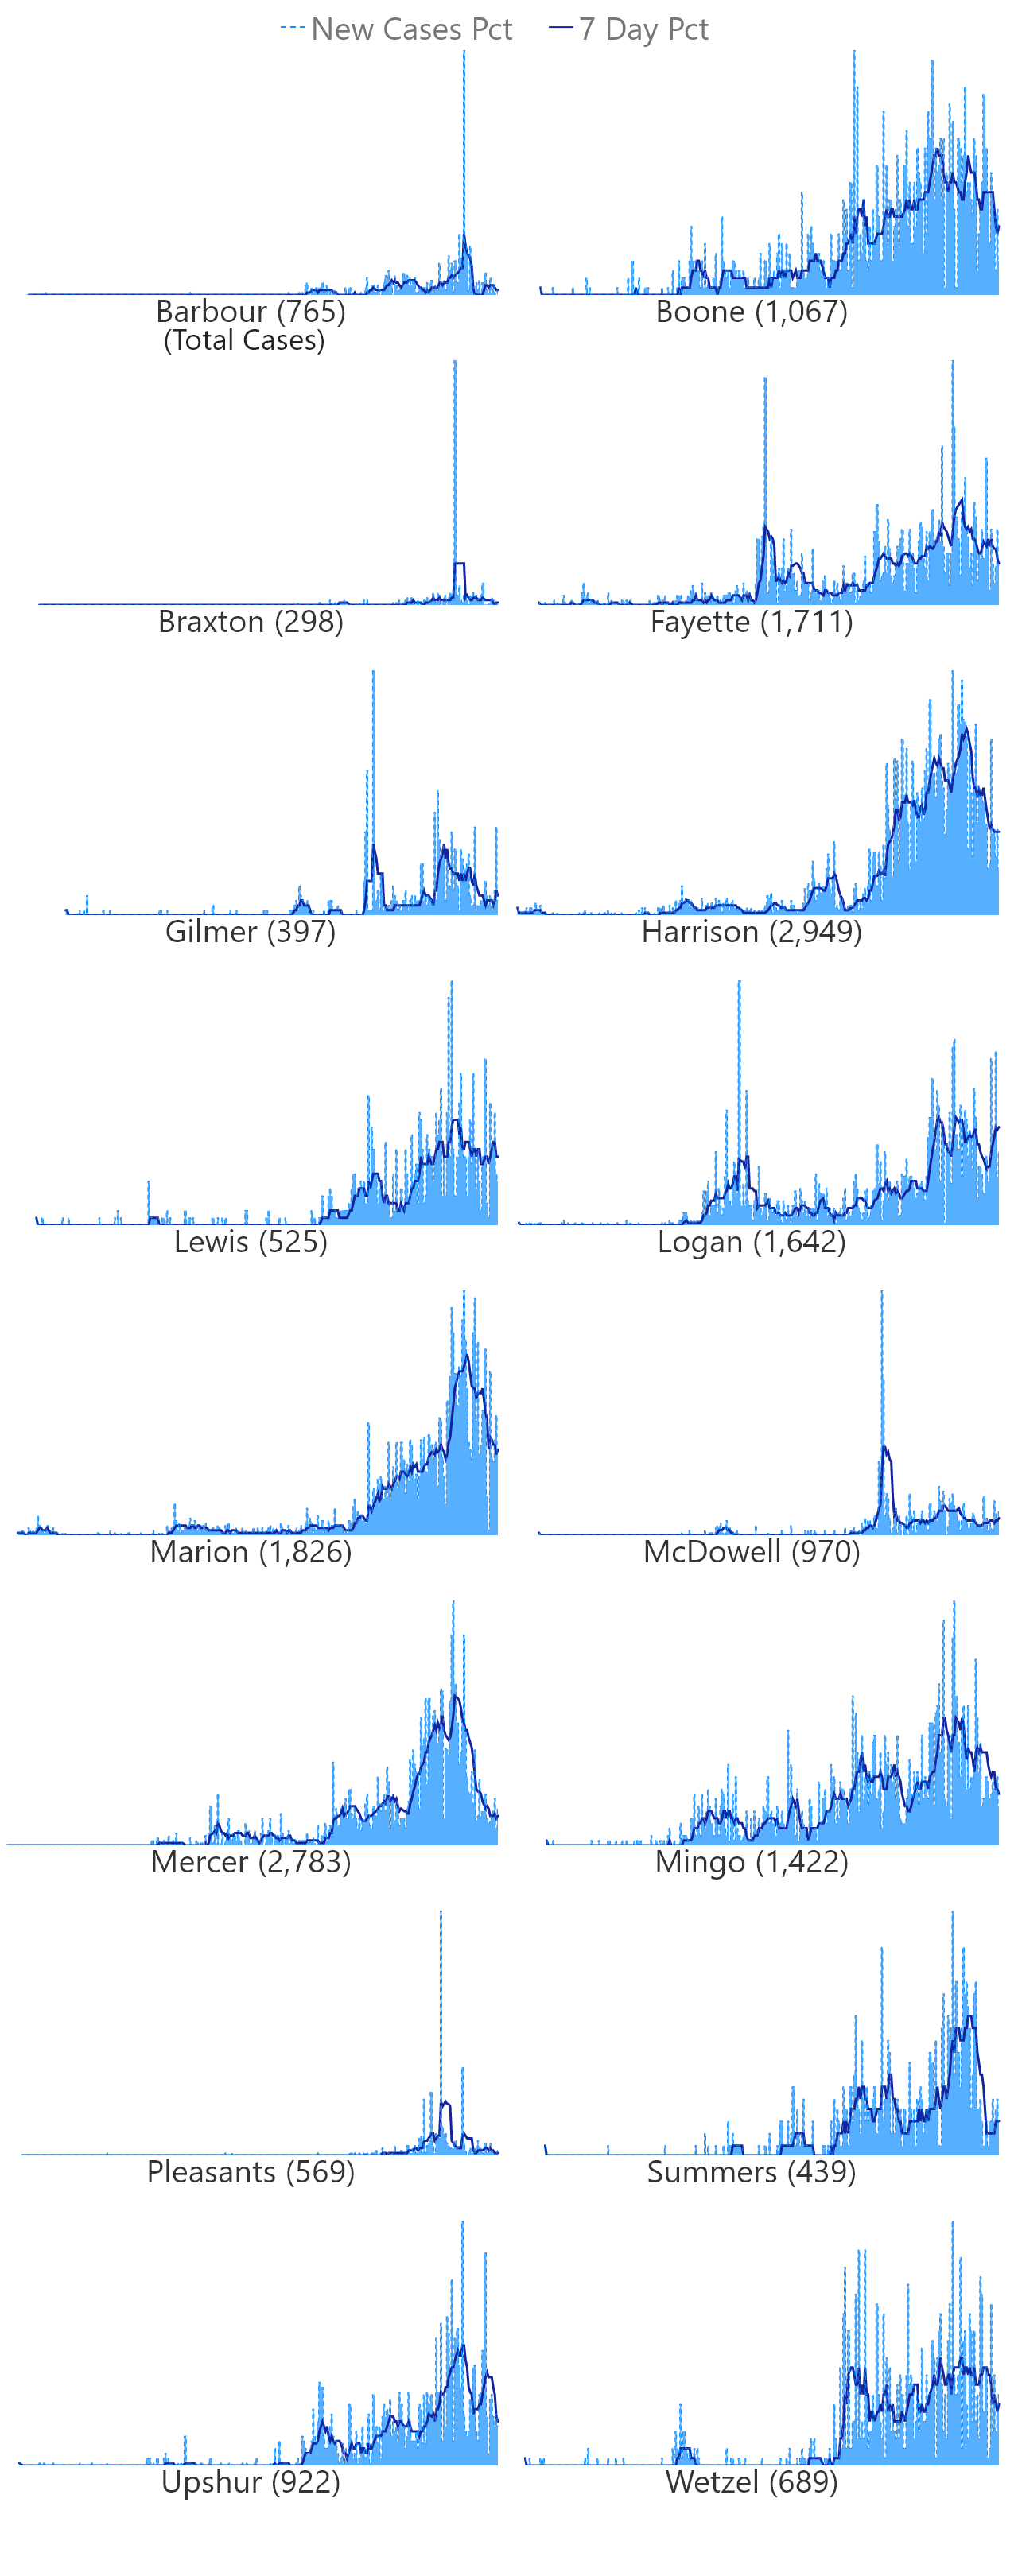 New Cases Pct 7 Day Pct
Barbour (765) Boone (1,067)
(Total Cases)
Braxton (298) Fayette (1,711)
Gilmer (397) Harrison (2,949)
Lewis (525) Logan (1,642)
Marion (1,826) McDowell (970)
Mercer (2,783) Mingo (1,422)
Pleasants (569) Summers (439)
Upshur (922) Wetzel (689)